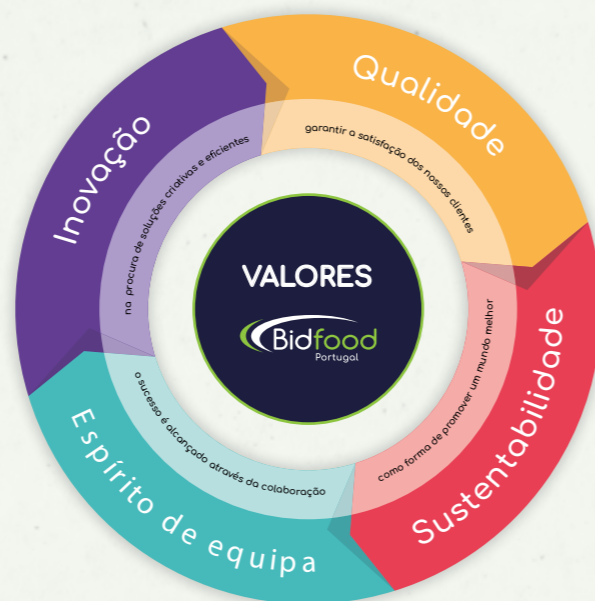 VALORES
Bidfood
Portugal
Qualidade
garantir a satisfação dos nossos clientes
Sustentabilidade
como forma de promover um mundo melhor
Espírito de equipa
o sucesso é alcançado através da colaboração
Inovação
na procura de soluções criativas e eficientes